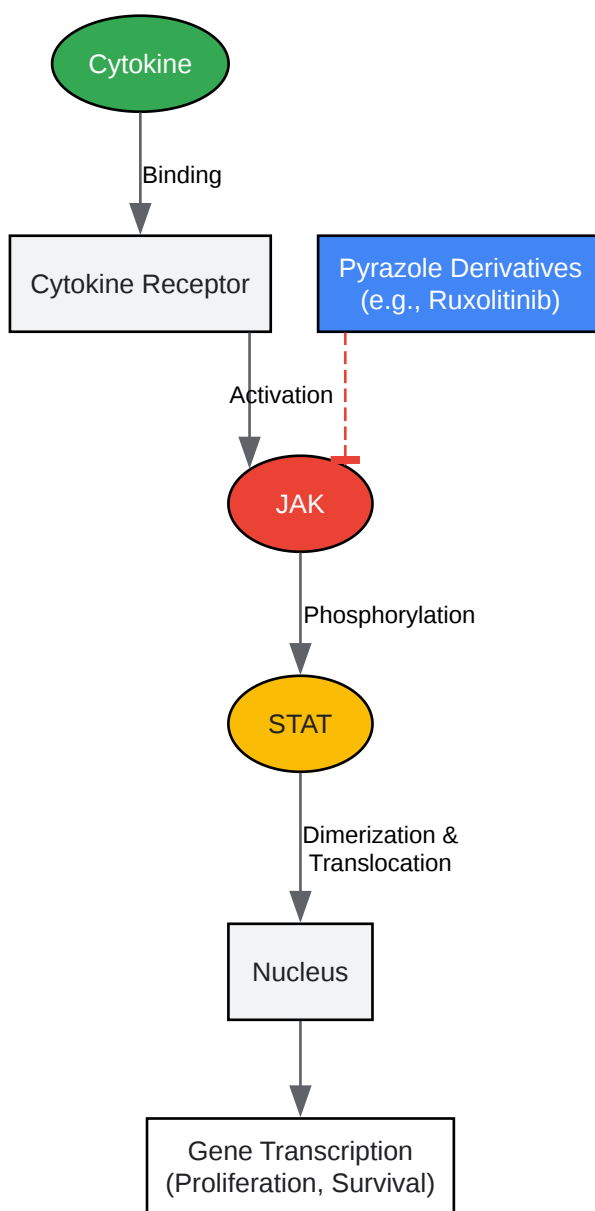 Cytokine
Binding
Cytokine Receptor
Pyrazole Derivatives
(e.g., Ruxolitinib)
Activation
JAK
Phosphorylation
STAT
Dimerization &
Translocation
Nucleus
Gene Transcription
(Proliferation, Survival)